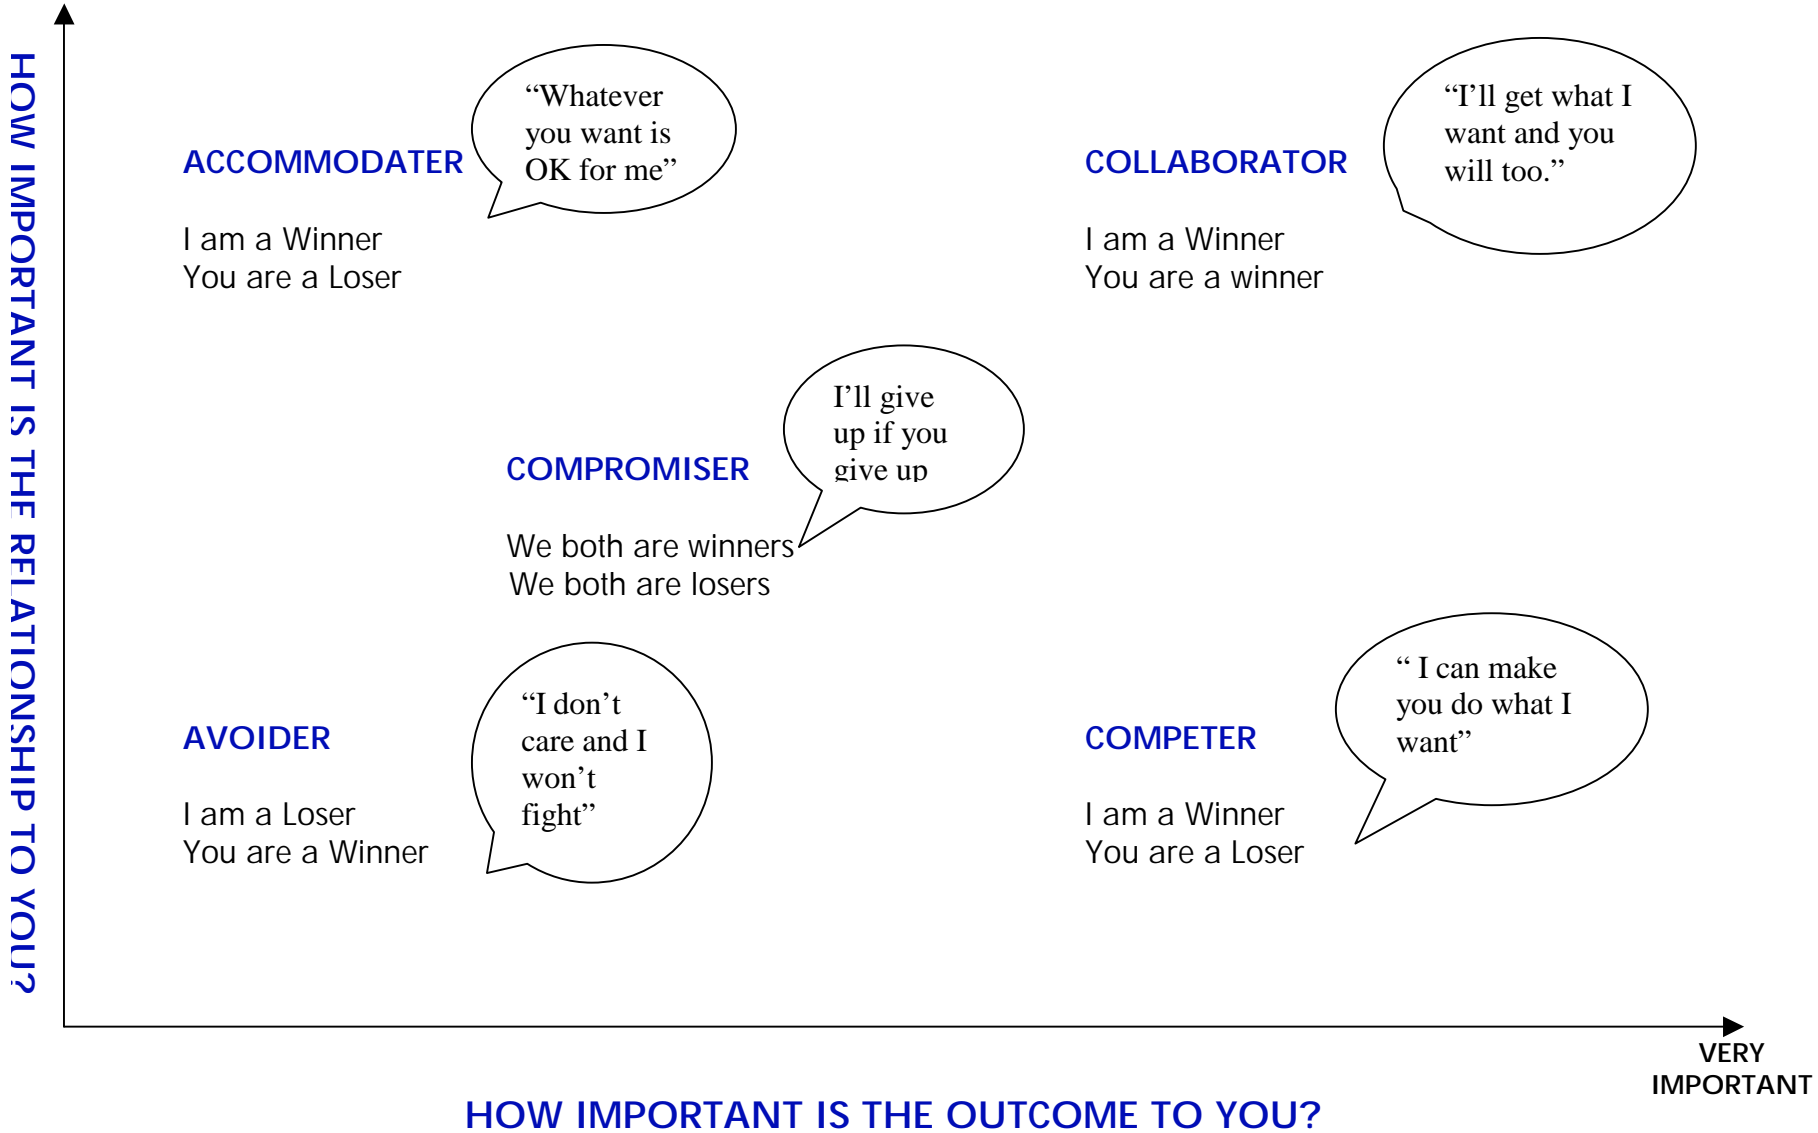 HOW IMPORTANT IS THE RELATIONSHIP TO YOU?
ACCOMMODATER
“Whatever
you want is
OK for me”
I am a Winner
You are a Loser
COLLABORATOR
“I’ll get what I
want and you
will too.”
I am a Winner
You are a winner
COMPROMISER
I’ll give
up if you
give up
We both are winners
We both are losers
AVOIDER
“I don’t
care and I
won’t
fight”
I am a Loser
You are a Winner
COMPETER
“ I can make
you do what I
want”
I am a Winner
You are a Loser
VERY
IMPORTANT
HOW IMPORTANT IS THE OUTCOME TO YOU?